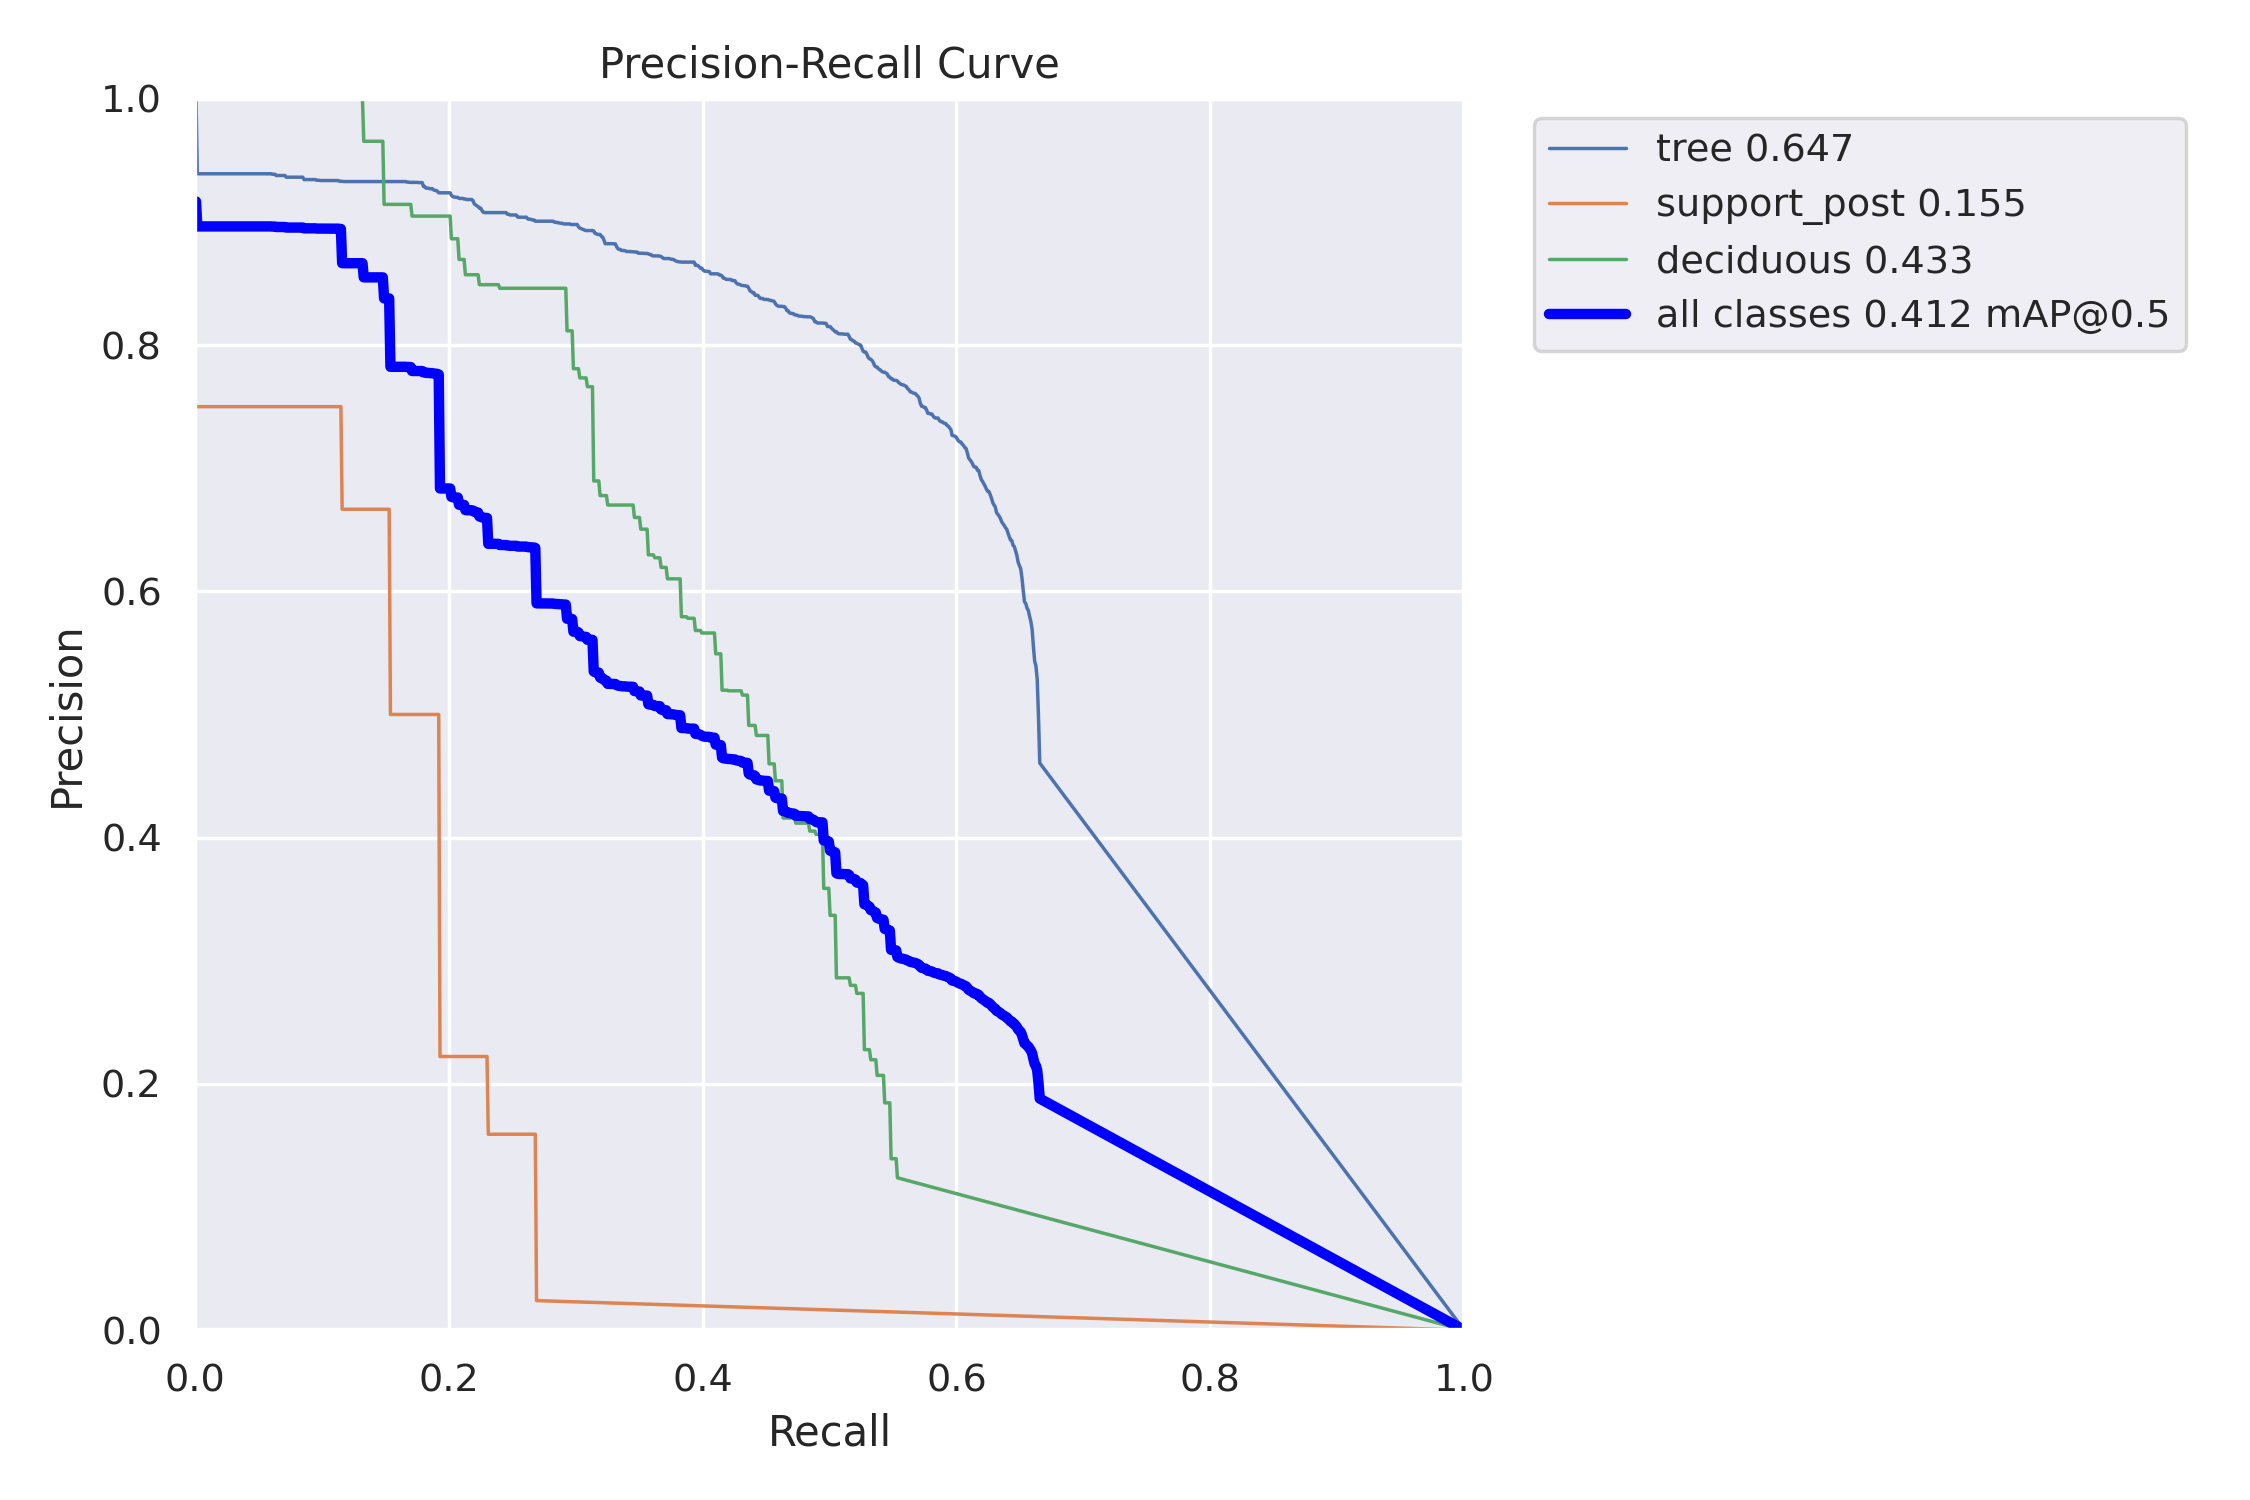 Precision-Recall Curve
1.0
0.8
0.6
0.4
0.2
0.0
Precision
0.0 0.2 0.4 0.6 0.8 1.0
Recall
tree 0.647
support_post 0.155
deciduous 0.433
all classes 0.412 mAP@0.5